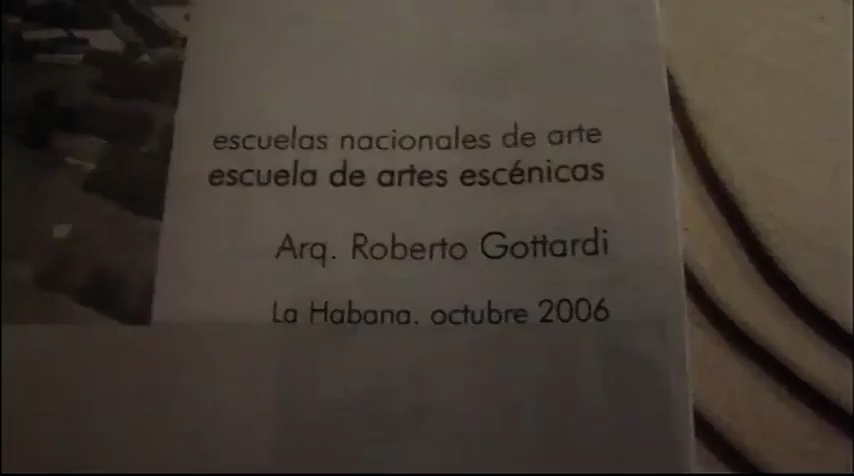 escuelas nacionales de arte
escuela de artes escénicas
Arq. Roberto Gottardi
La Habana. octubre 2006